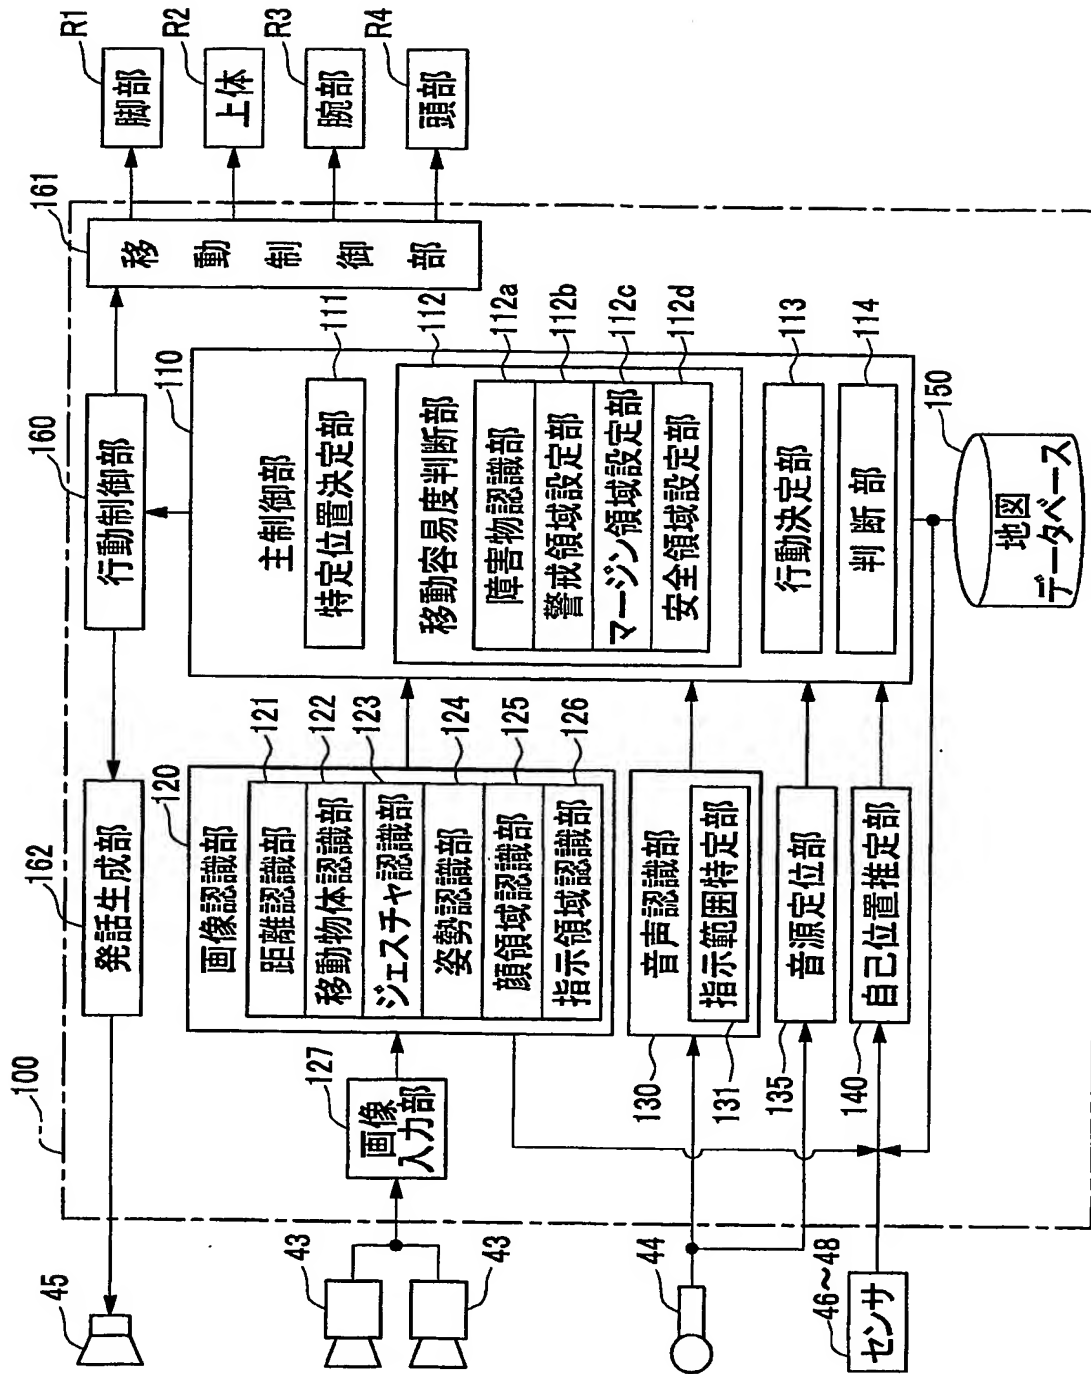 100
45
162
発話生成部
160
行動制御部
161
移動制御部
R1
脚部
R2
上体
R3
腕部
R4
頭部
43
43
127
画像
入力部
120
画像認識部
121
距離認識部
122
移動物体認識部
123
ジェスチャ認識部
124
姿勢認識部
125
顔領域認識部
126
指示領域認識部
110
主制御部
111
特定位置決定部
112
移動容易度判断部
112a
障害物認識部
112b
警戒領域設定部
112c
マージン領域設定部
112d
安全領域設定部
113
行動決定部
114
判断部
44
130
音声認識部
131
指示範囲特定部
135
音源定位部
46~48
センサ
140
自己位置推定部
150
地図
データベース